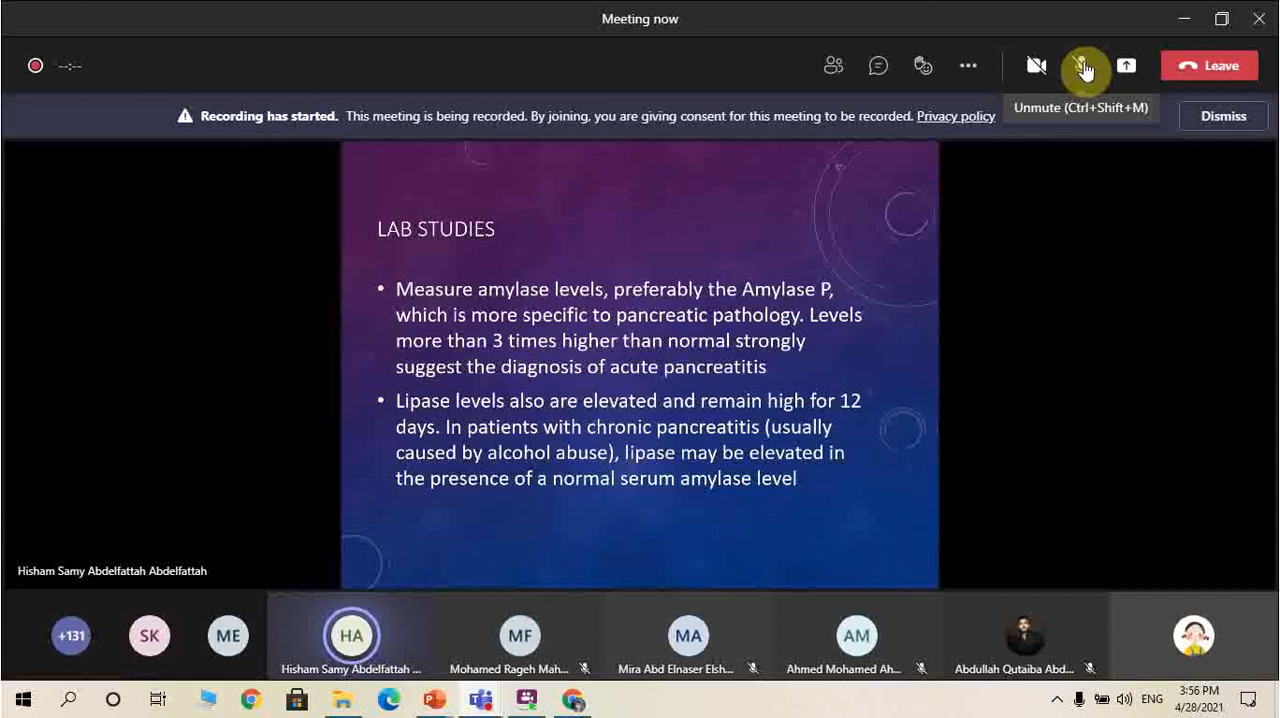 Meeting now
--:--
Leave
Unmute (Ctrl+Shift+M)
Recording has started. This meeting is being recorded. By joining, you are giving consent for this meeting to be recorded. Privacy policy
Dismiss
LAB STUDIES
• Measure amylase levels, preferably the Amylase P,
which is more specific to pancreatic pathology. Levels
more than 3 times higher than normal strongly
suggest the diagnosis of acute pancreatitis
• Lipase levels also are elevated and remain high for 12
days. In patients with chronic pancreatitis (usually
caused by alcohol abuse), lipase may be elevated in
the presence of a normal serum amylase level
Hisham Samy Abdelfattah Abdelfattah
+131
SK
ME
HA
MF
MA
AM
Hisham Samy Abdelfattah ...
Mohamed Rageh Mah...
Mira Abd Elnaser Elsh...
Ahmed Mohamed Ah...
Abdullah Qutaiba Abd...
ENG
3:56 PM
4/28/2021